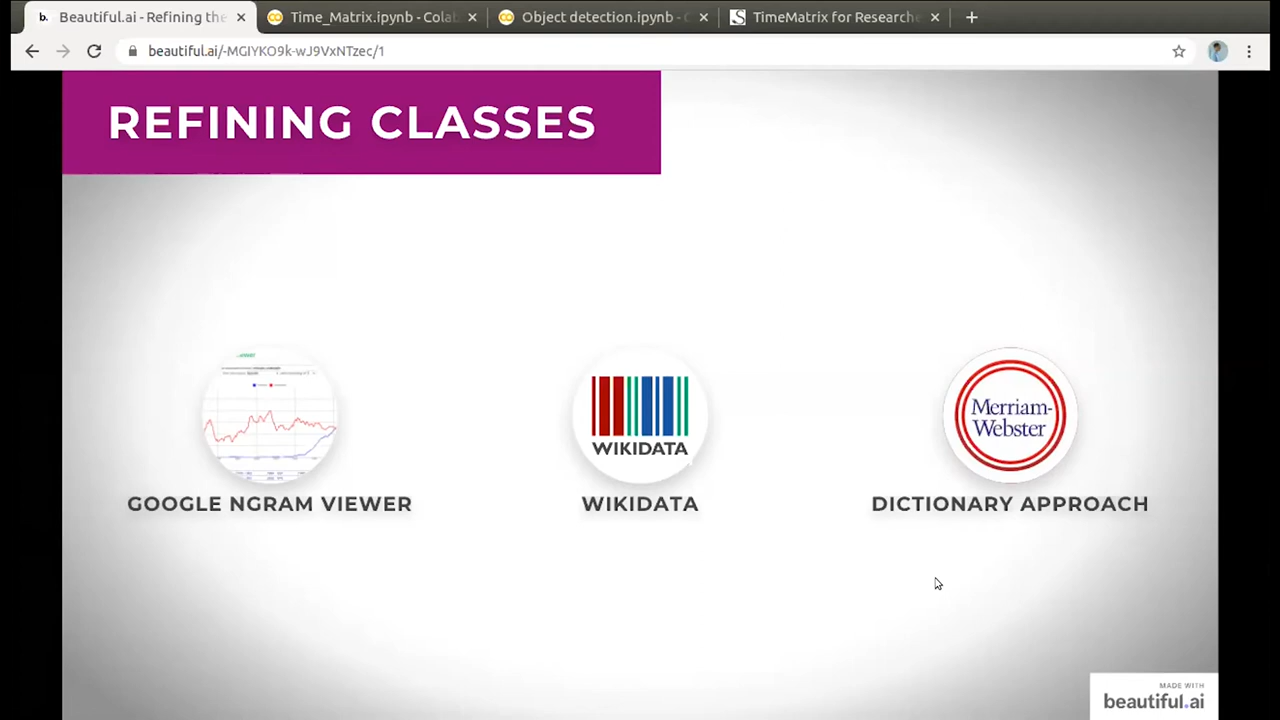 b. Beautiful.ai - Refining the
Time_Matrix.ipynb - Colab
Object detection.ipynb - C
S TimeMatrix for Researche
beautiful.ai/-MGIYKO9k-wJ9VxNTzec/1
REFINING CLASSES
WIKIDATA
Merriam-
Webster
GOOGLE NGRAM VIEWER
WIKIDATA
DICTIONARY APPROACH
MADE WITH
beautiful.ai